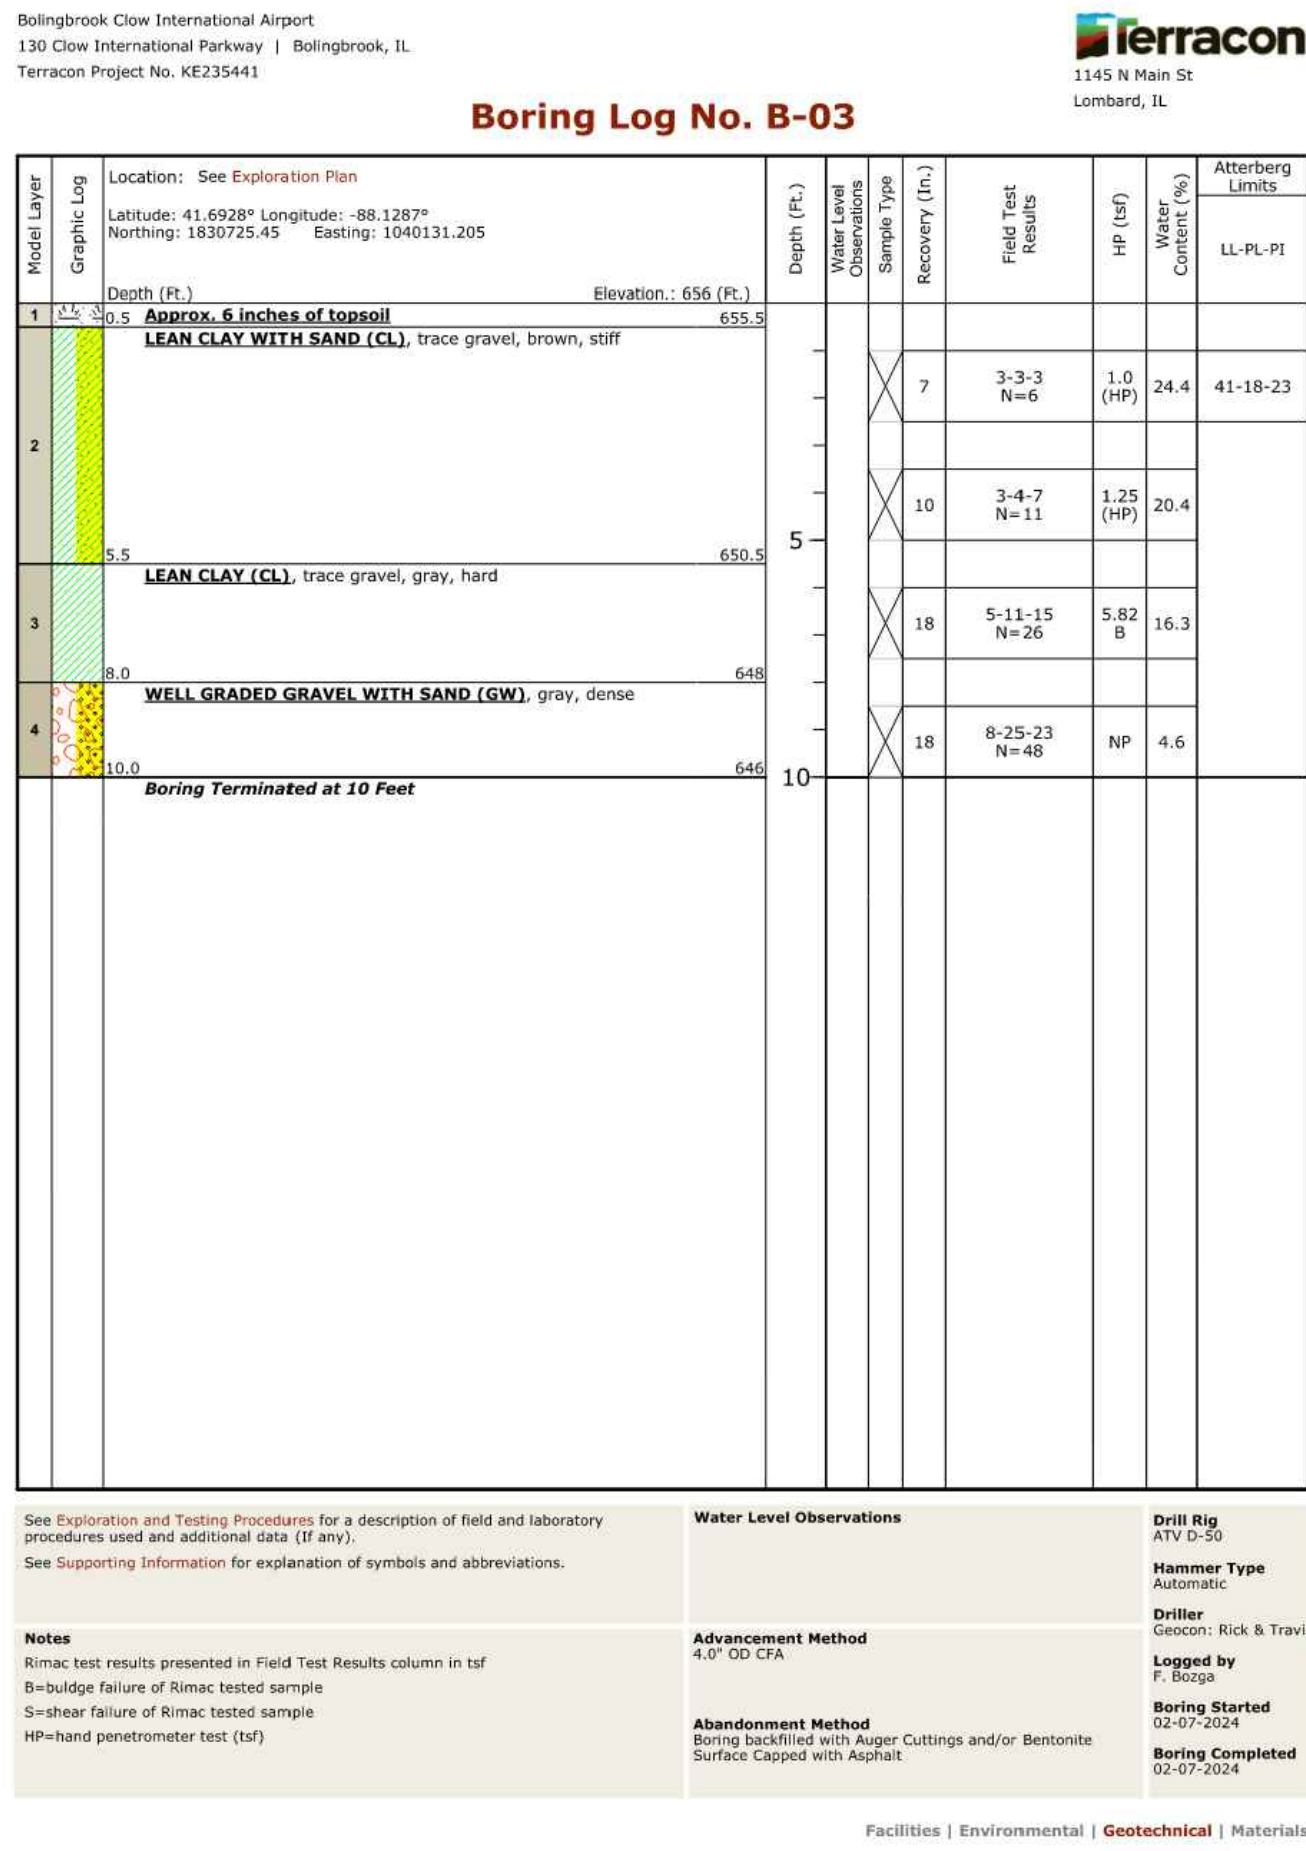 Bolingbrook Clow International Airport
130 Clow International Parkway | Bolingbrook, IL
Terracon Project No. KE235441
Terracon
1145 N Main St
Lombard, IL
Boring Log No. B-03
Model Layer
Graphic Log
Location: See Exploration Plan
Latitude: 41.6928° Longitude: -88.1287°
Northing: 1830725.45 Easting: 1040131.205
Depth (Ft.) Elevation.: 656 (Ft.)
Depth (Ft.)
Water Level
Observations
Sample Type
Recovery (In.)
Field Test
Results
HP (tsf)
Water
Content (%)
Atterberg
Limits
LL-PL-PI
1 0.5 Approx. 6 inches of topsoil 655.5
LEAN CLAY WITH SAND (CL), trace gravel, brown, stiff
7 3-3-3 1.0 24.4 41-18-23
N=6 (HP)
2
10 3-4-7 1.25 20.4
N=11 (HP)
5
5.5 650.5
LEAN CLAY (CL), trace gravel, gray, hard
3 18 5-11-15 5.82 16.3
N=26 B
8.0 648
WELL GRADED GRAVEL WITH SAND (GW), gray, dense
4 18 8-25-23 NP 4.6
N=48
10.0 646
10
Boring Terminated at 10 Feet
See Exploration and Testing Procedures for a description of field and laboratory
procedures used and additional data (If any).
See Supporting Information for explanation of symbols and abbreviations.
Notes
Rimac test results presented in Field Test Results column in tsf
B=buldge failure of Rimac tested sample
S=shear failure of Rimac tested sample
HP=hand penetrometer test (tsf)
Water Level Observations
Advancement Method
4.0" OD CFA
Abandonment Method
Boring backfilled with Auger Cuttings and/or Bentonite
Surface Capped with Asphalt
Drill Rig
ATV D-50
Hammer Type
Automatic
Driller
Geocon: Rick & Travi
Logged by
F. Bozga
Boring Started
02-07-2024
Boring Completed
02-07-2024
Facilities | Environmental | Geotechnical | Materials